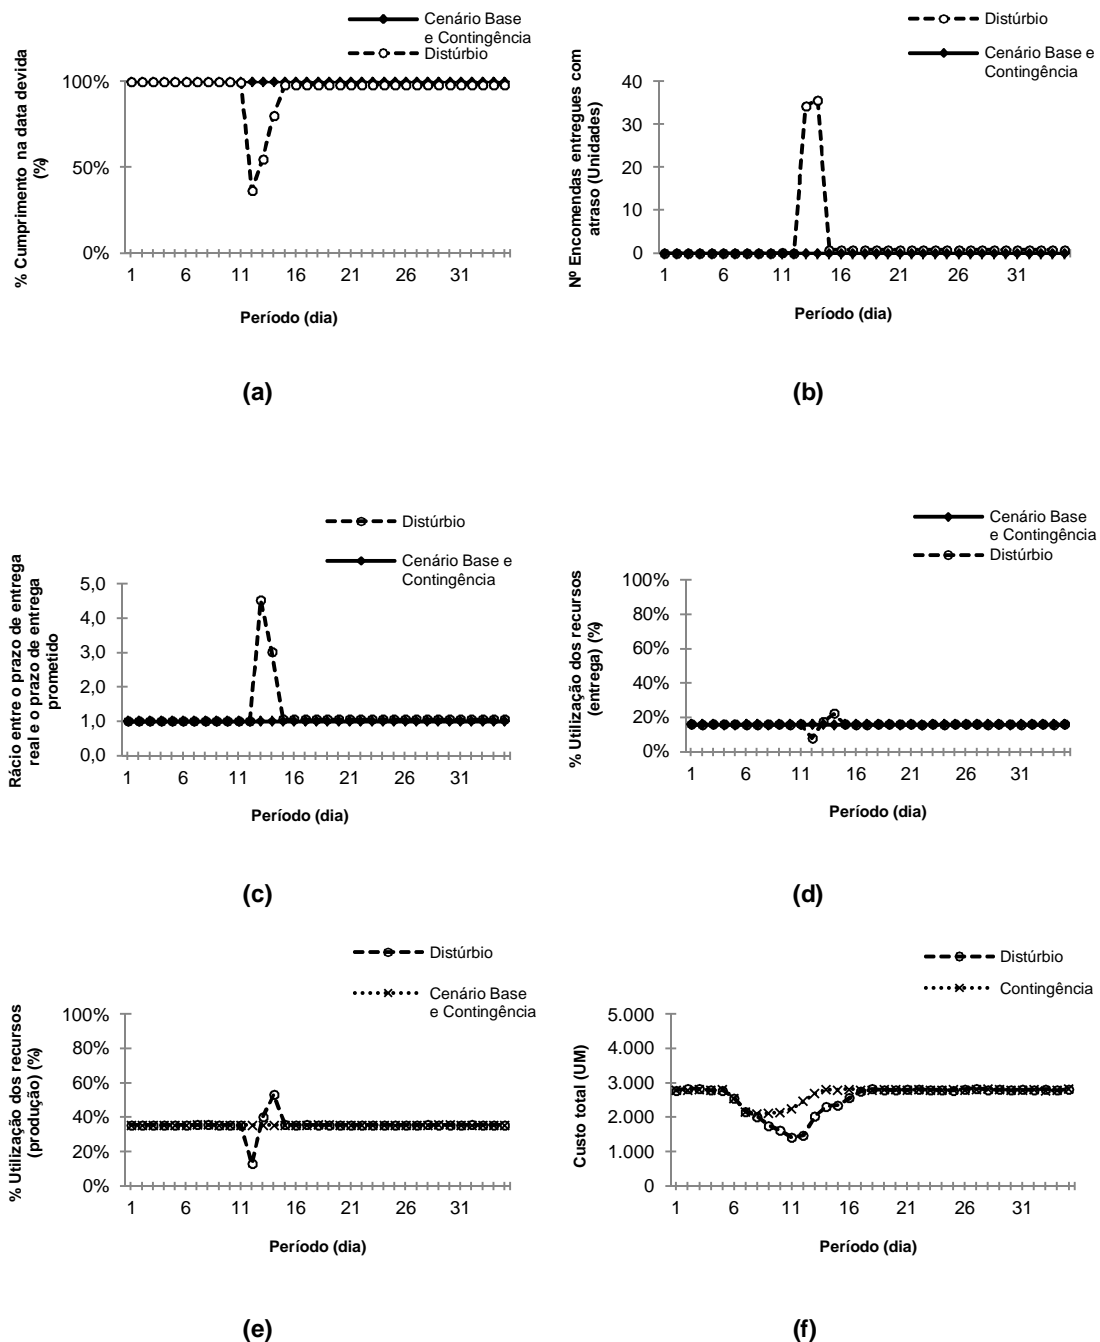 Cenário Base
e Contingência
Distúrbio
% Cumprimento na data devida
(%)
100%
50%
0%
1 6 11 16 21 26 31
Período (dia)
(a)
Distúrbio
Cenário Base e
Contingência
Nº Encomendas entregues com
atraso (Unidades)
40
30
20
10
0
1 6 11 16 21 26 31
Período (dia)
(b)
Distúrbio
Cenário Base e
Contingência
Rácio entre o prazo de entrega
real e o prazo de entrega
prometido
5,0
4,0
3,0
2,0
1,0
0,0
1 6 11 16 21 26 31
Período (dia)
(c)
Cenário Base
e Contingência
Distúrbio
% Utilização dos recursos
(entrega) (%)
100%
80%
60%
40%
20%
0%
1 6 11 16 21 26 31
Período (dia)
(d)
Distúrbio
Cenário Base
e Contingência
% Utilização dos recursos
(produção) (%)
100%
80%
60%
40%
20%
0%
1 6 11 16 21 26 31
Período (dia)
(e)
Distúrbio
Contingência
Custo total (UM)
5.000
4.000
3.000
2.000
1.000
0
1 6 11 16 21 26 31
Período (dia)
(f)